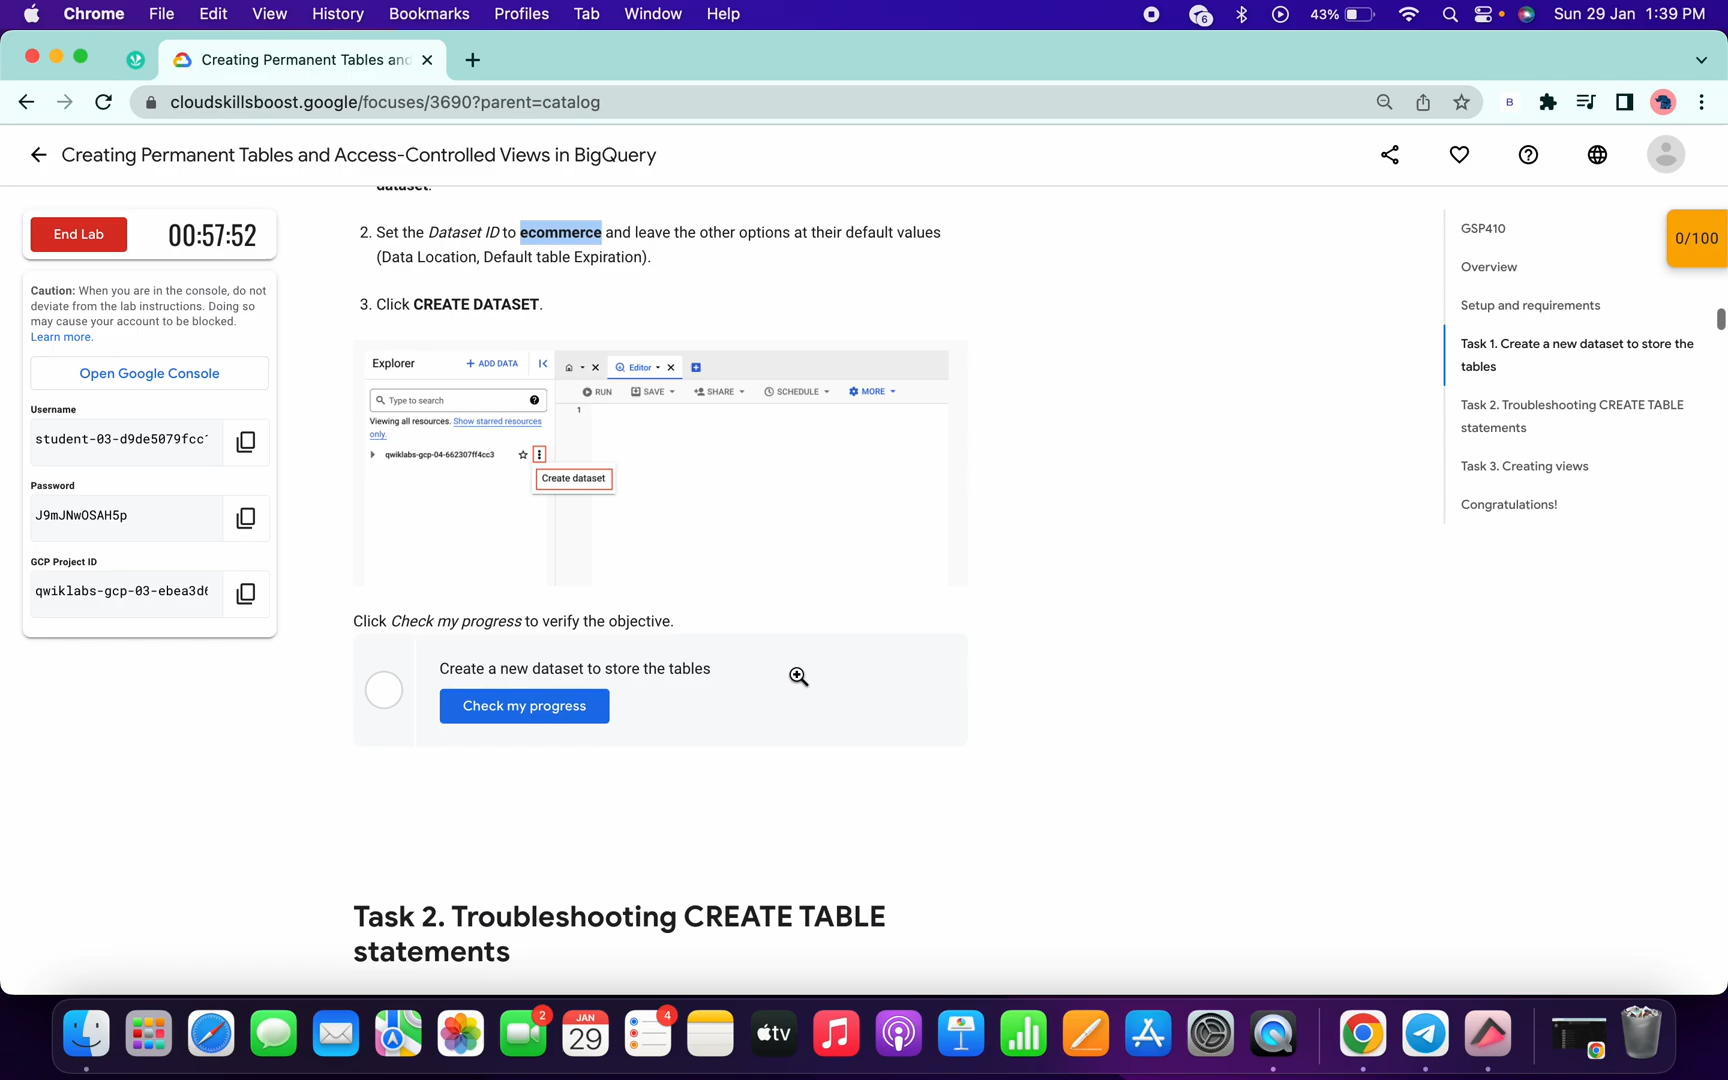 Chrome File Edit View History Bookmarks Profiles Tab Window Help 6 43% Sun 29 Jan 1:39 PM
Creating Permanent Tables and
cloudskillsboost.google/focuses/3690?parent=catalog B
Creating Permanent Tables and Access-Controlled Views in BigQuery
End Lab 00:57:52
Caution: When you are in the console, do not
deviate from the lab instructions. Doing so
may cause your account to be blocked.
Learn more.
Open Google Console
Username
student-03-d9de5079fcc
Password
J9mJNwOSAH5p
GCP Project ID
qwiklabs-gcp-03-ebea3d
dataset.
2. Set the Dataset ID to ecommerce and leave the other options at their default values
(Data Location, Default table Expiration).
3. Click CREATE DATASET.
Explorer + ADD DATA Editor
Type to search ? RUN SAVE SHARE SCHEDULE MORE
Viewing all resources. Show starred resources
only.
1
qwiklabs-gcp-04-662307ff4cc3
Create dataset
Click Check my progress to verify the objective.
Create a new dataset to store the tables
Check my progress
Task 2. Troubleshooting CREATE TABLE
statements
GSP410
Overview
Setup and requirements
Task 1. Create a new dataset to store the
tables
Task 2. Troubleshooting CREATE TABLE
statements
Task 3. Creating views
Congratulations!
0/100
2
JAN
29
4
tv